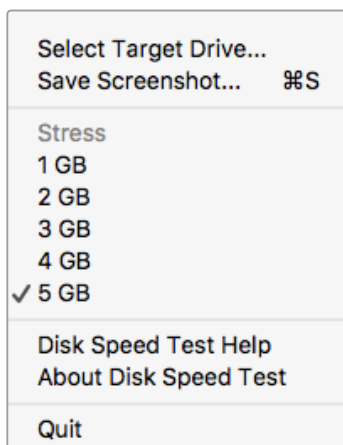 Select Target Drive...
Save Screenshot... ⌘S
Stress
1 GB
2 GB
3 GB
4 GB
✓ 5 GB
Disk Speed Test Help
About Disk Speed Test
Quit